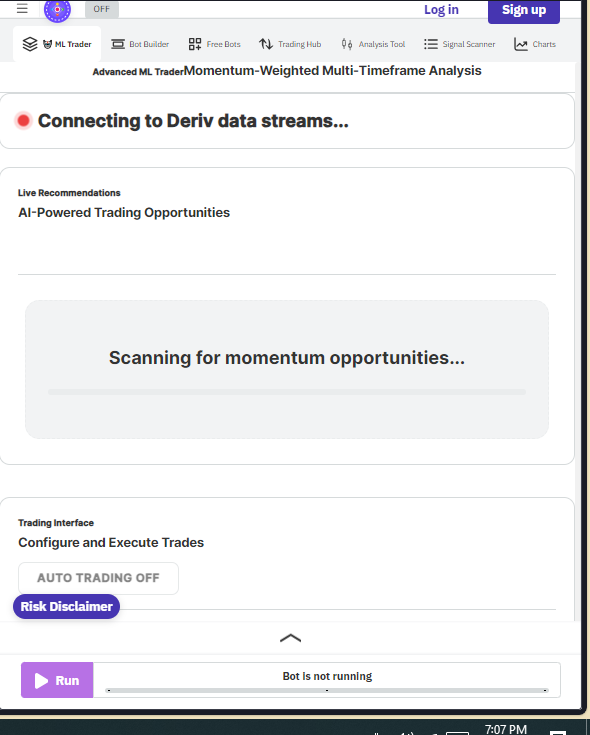 OFF
Log in
Sign up
ML Trader
Bot Builder
Free Bots
Trading Hub
Analysis Tool
Signal Scanner
Charts
Advanced ML TraderMomentum-Weighted Multi-Timeframe Analysis
Connecting to Deriv data streams...
Live Recommendations
AI-Powered Trading Opportunities
Scanning for momentum opportunities...
Trading Interface
Configure and Execute Trades
AUTO TRADING OFF
Risk Disclaimer
Run
Bot is not running
7:07 PM